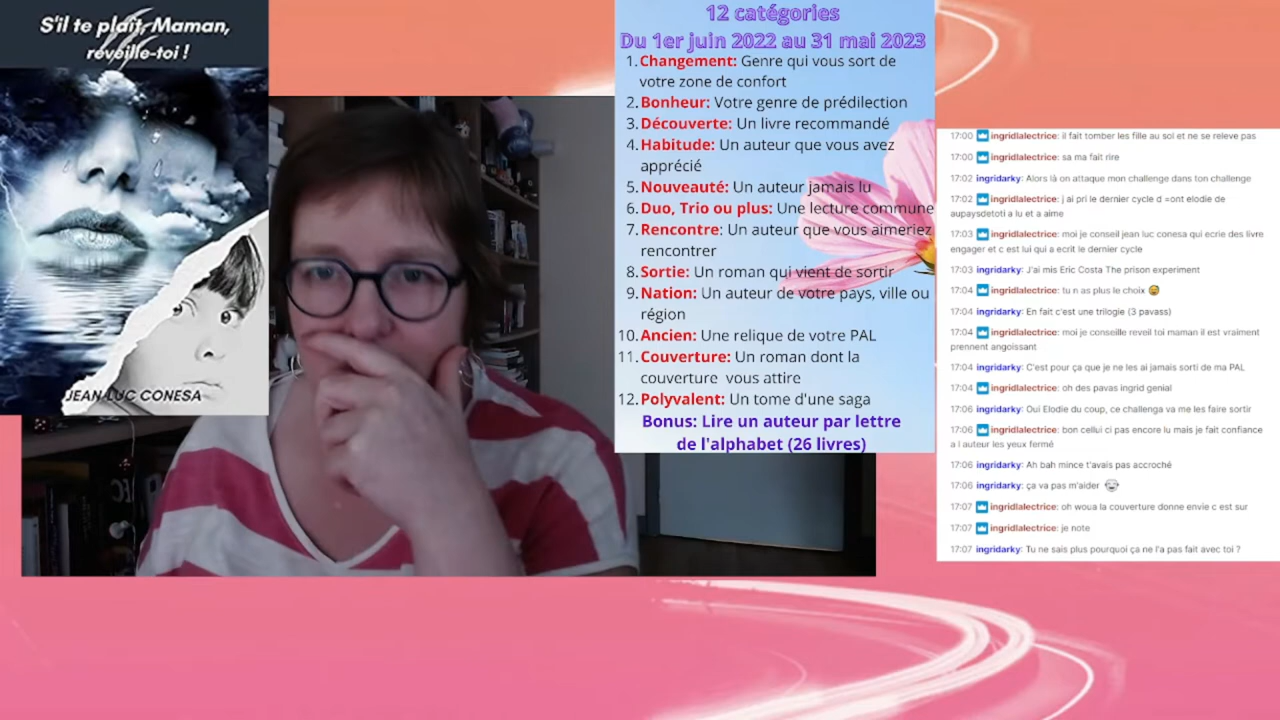 S'il te plaît, Maman,
réveille-toi !
JEAN-LUC CONESA
12 catégories
Du 1er juin 2022 au 31 mai 2023
1. Changement: Genre qui vous sort de
votre zone de confort
2. Bonheur: Votre genre de prédilection
3. Découverte: Un livre recommandé
4. Habitude: Un auteur que vous avez
apprécié
5. Nouveauté: Un auteur jamais lu
6. Duo, Trio ou plus: Une lecture commune
7. Rencontre: Un auteur que vous aimeriez
rencontrer
8. Sortie: Un roman qui vient de sortir
9. Nation: Un auteur de votre pays, ville ou
région
10. Ancien: Une relique de votre PAL
11. Couverture: Un roman dont la
couverture vous attire
12. Polyvalent: Un tome d'une saga
Bonus: Lire un auteur par lettre
de l'alphabet (26 livres)
17:00 ingridlalectrice: il fait tomber les fille au sol et ne se releve pas
17:00 ingridlalectrice: sa ma fait rire
17:02 ingridarky: Alors là on attaque mon challenge dans ton challenge
17:02 ingridlalectrice: j ai pri le dernier cycle d =ont elodie de
aupaysdetoti a lu et a aime
17:03 ingridlalectrice: moi je conseil jean luc conesa qui ecrie des livre
engager et c est lui qui a ecrit le dernier cycle
17:03 ingridarky: J'ai mis Eric Costa The prison experiment
17:04 ingridlalectrice: tu n as plus le choix
17:04 ingridarky: En fait c'est une trilogie (3 pavass)
17:04 ingridlalectrice: moi je conseille reveil toi maman il est vraiment
prennent angoissant
17:04 ingridarky: C'est pour ça que je ne les ai jamais sorti de ma PAL
17:04 ingridlalectrice: oh des pavas ingrid genial
17:06 ingridarky: Oui Elodie du coup, ce challenga va me les faire sortir
17:06 ingridlalectrice: bon cellui ci pas encore lu mais je fait confiance
a l auteur les yeux fermé
17:06 ingridarky: Ah bah mince t'avais pas accroché
17:06 ingridarky: ça va pas m'aider
17:07 ingridlalectrice: oh woua la couverture donne envie c est sur
17:07 ingridlalectrice: je note
17:07 ingridarky: Tu ne sais plus pourquoi ça ne l'a pas fait avec toi ?